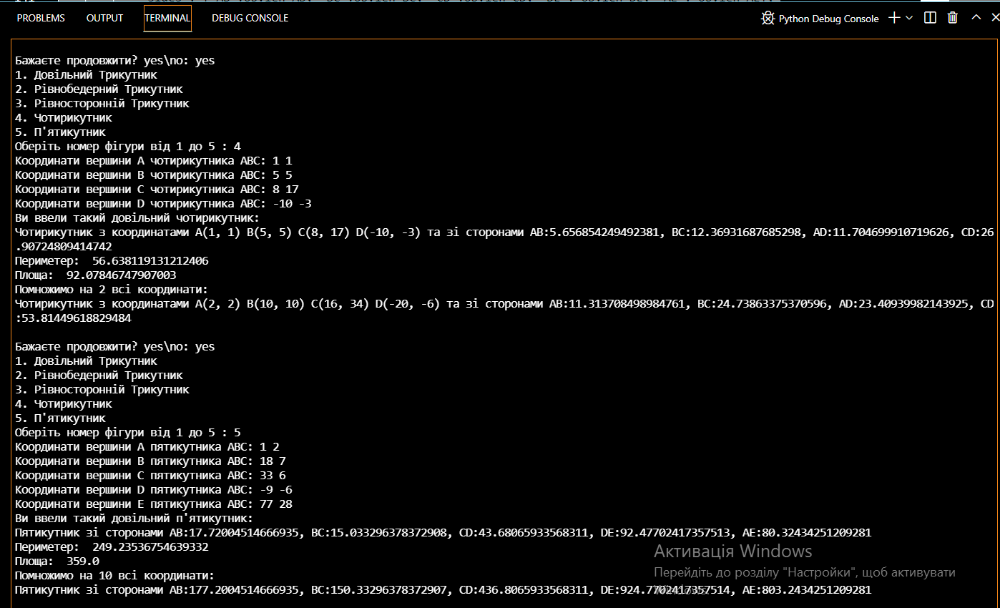 PROBLEMS OUTPUT TERMINAL DEBUG CONSOLE Python Debug Console
Бажаєте продовжити? yes\no: yes
1. Довільний Трикутник
2. Рівнобедерний Трикутник
3. Рівносторонній Трикутник
4. Чотирикутник
5. П'ятикутник
Оберіть номер фігури від 1 до 5 : 4
Координати вершини A чотирикутника ABC: 1 1
Координати вершини B чотирикутника ABC: 5 5
Координати вершини C чотирикутника ABC: 8 17
Координати вершини D чотирикутника ABC: -10 -3
Ви ввели такий довільний чотирикутник:
Чотирикутник з координатами A(1, 1) B(5, 5) C(8, 17) D(-10, -3) та зі сторонами AB:5.656854249492381, BC:12.36931687685298, AD:11.704699910719626, CD:26
.90724809414742
Периметер:  56.638119131212406
Площа:  92.07846747907003
Помножимо на 2 всі координати:
Чотирикутник з координатами A(2, 2) B(10, 10) C(16, 34) D(-20, -6) та зі сторонами AB:11.313708498984761, BC:24.73863375370596, AD:23.40939982143925, CD
:53.81449618829484
Бажаєте продовжити? yes\no: yes
1. Довільний Трикутник
2. Рівнобедерний Трикутник
3. Рівносторонній Трикутник
4. Чотирикутник
5. П'ятикутник
Оберіть номер фігури від 1 до 5 : 5
Координати вершини A пятикутника ABC: 1 2
Координати вершини B пятикутника ABC: 18 7
Координати вершини C пятикутника ABC: 33 6
Координати вершини D пятикутника ABC: -9 -6
Координати вершини E пятикутника ABC: 77 28
Ви ввели такий довільний п'ятикутник:
Пятикутник зі сторонами AB:17.72004514666935, BC:15.033296378372908, CD:43.68065933568311, DE:92.47702417357513, AE:80.32434251209281
Периметер:  249.23536754639332
Площа:  359.0
Помножимо на 10 всі координати:
Пятикутник зі сторонами AB:177.2004514666935, BC:150.33296378372907, CD:436.8065933568311, DE:924.7702417357514, AE:803.2434251209281
Активація Windows
Перейдіть до розділу "Настройки", щоб активувати
Windows.